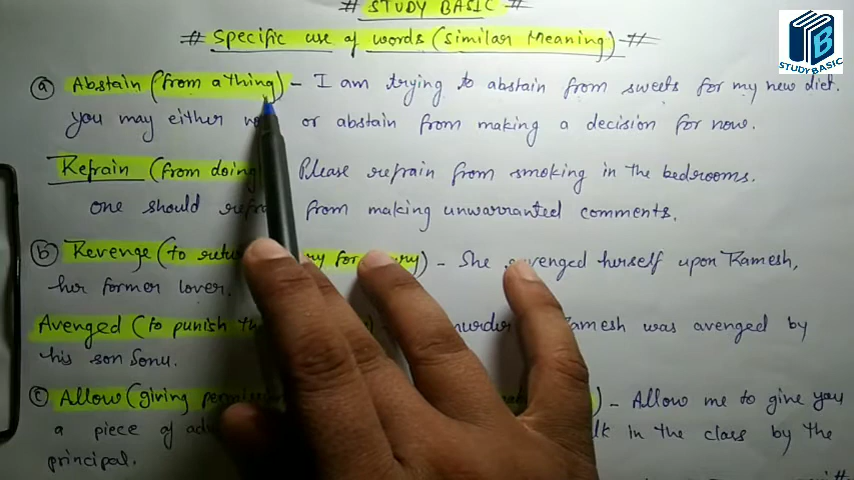 # STUDY BASIC #
# Specific use of words (similar Meaning) #
STUDY BASIC
(a) Abstain (from a thing) - I am trying to abstain from sweets for my new diet.
you may either or abstain from making a decision for now.
Refrain (from doing Please refrain from smoking in the bedrooms.
one should from making unwarranted comments.
(b) Revenge (to for - She herself upon Ramesh,
her former lover.
Avenged (to punish Ramesh was avenged by
his son Sonu.
(c) Allow (giving ) - Allow me to give you
a piece of in the class by the
principal.